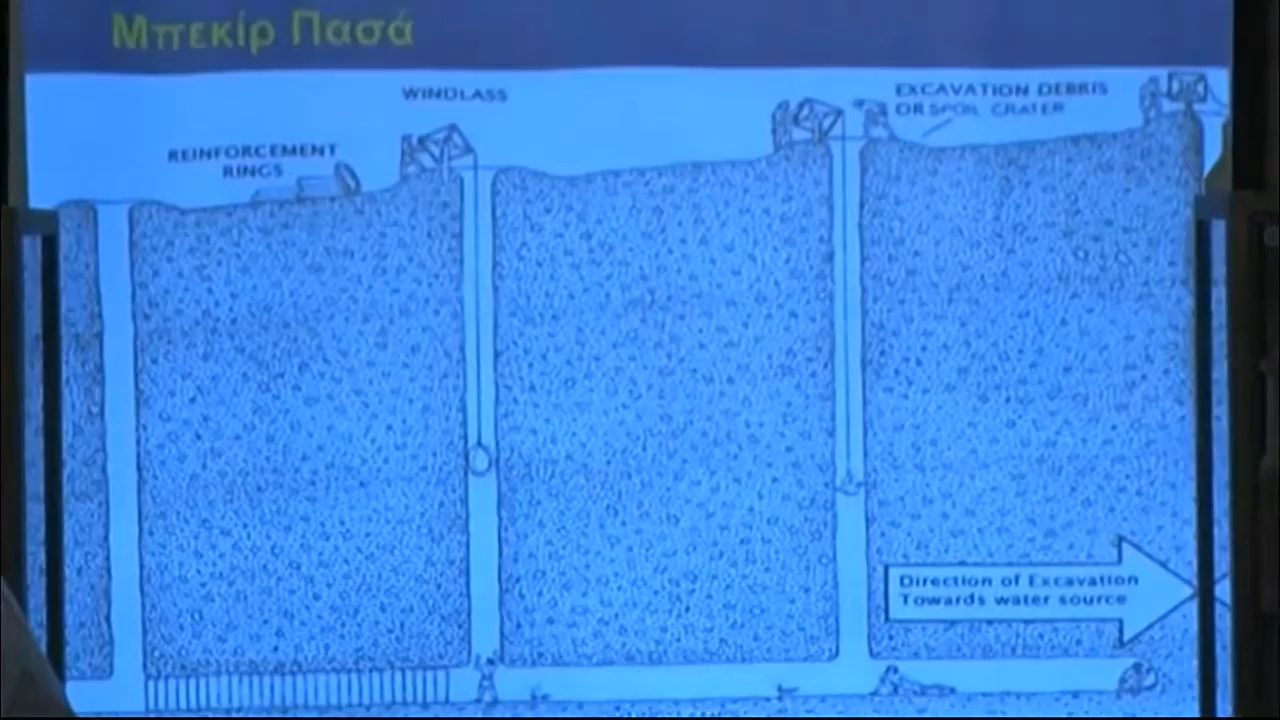 Μπεκίρ Πασά
WINDLASS
EXCAVATION DEBRIS
OR SPOIL CRATER
REINFORCEMENT
RINGS
Direction of Excavation
Towards water source